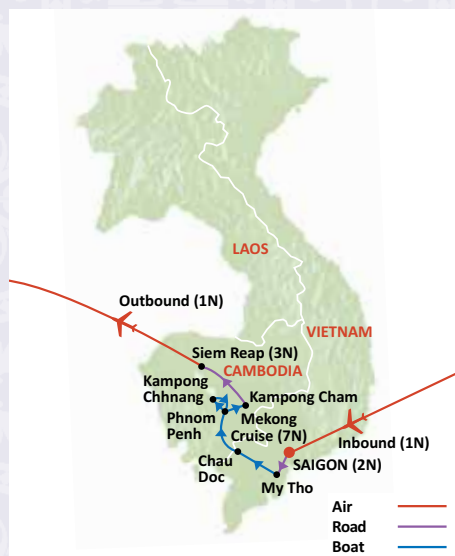 LAOS
Outbound (1N)
VIETNAM
Siem Reap (3N)
CAMBODIA
Kampong
Chhnang
Kampong Cham
Phnom
Penh
Mekong
Cruise (7N)
Inbound (1N)
Chau
Doc
SAIGON (2N)
My Tho
Air
Road
Boat